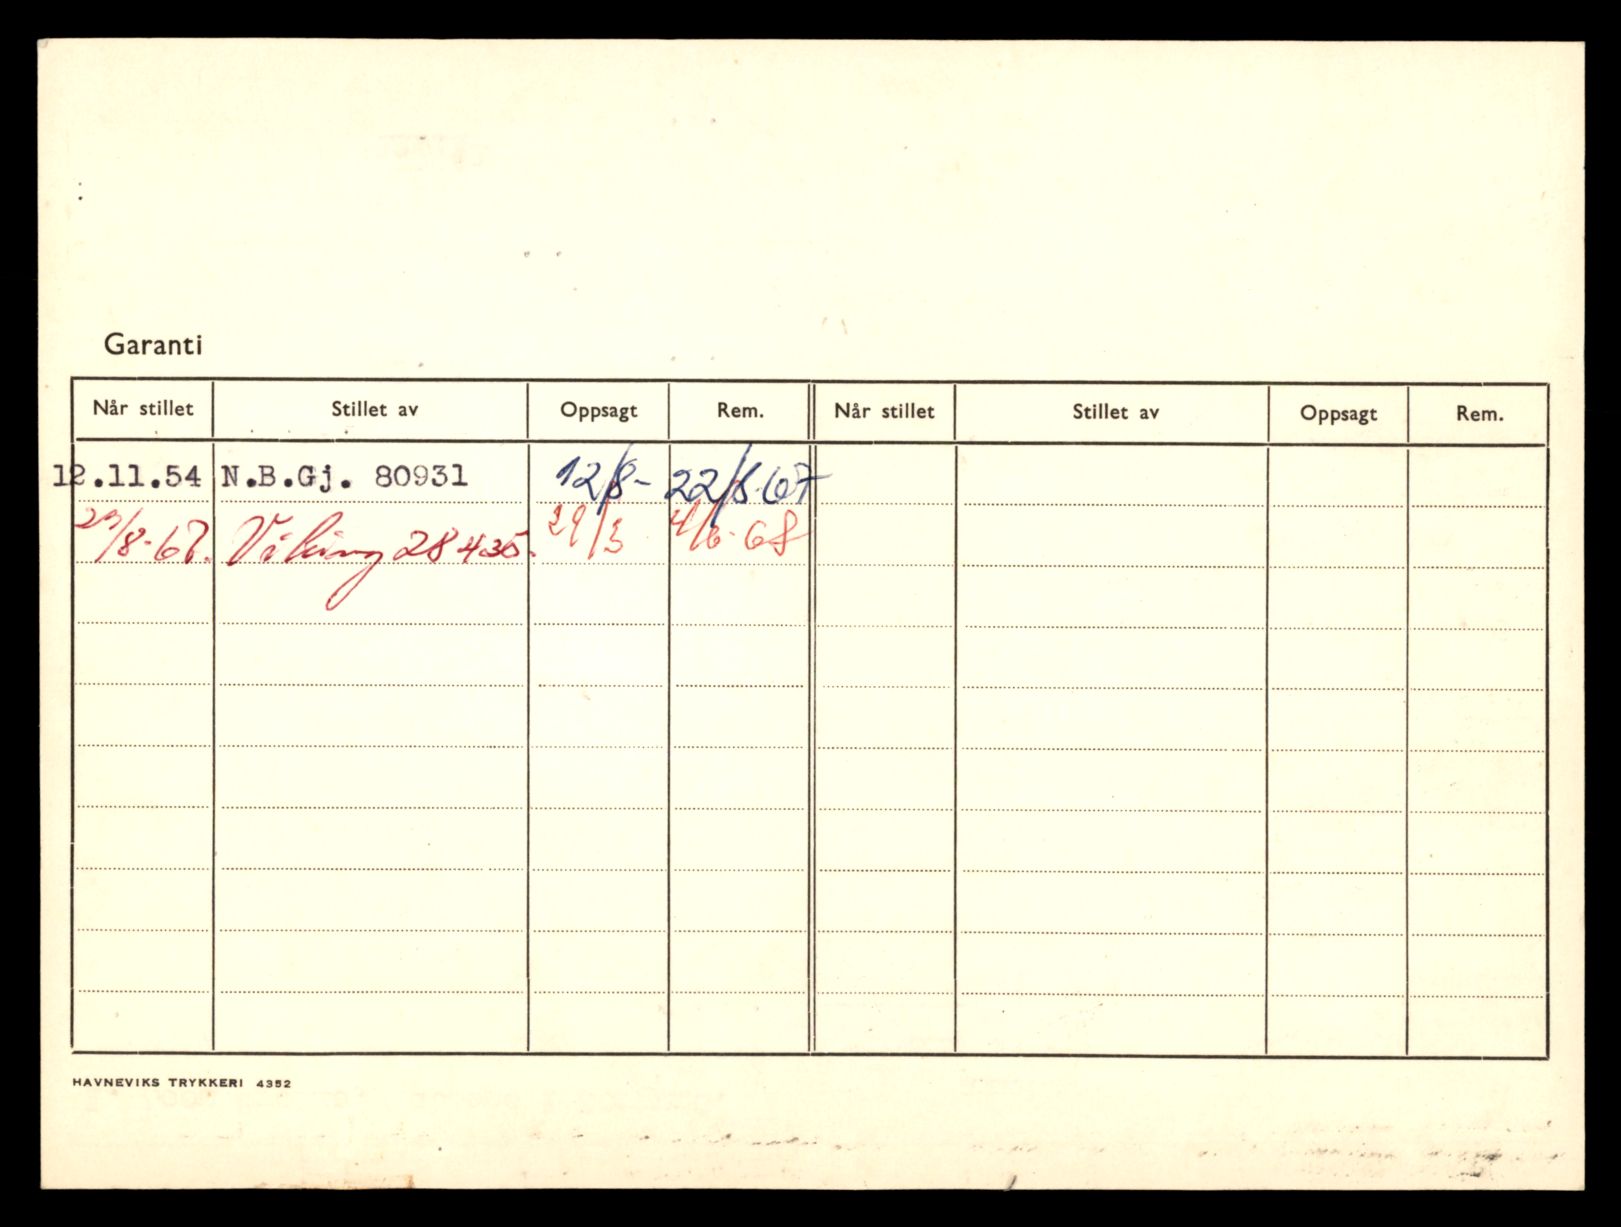 Garanti
Når stillet Stillet av Oppsagt Rem. Når stillet Stillet av Oppsagt Rem.
12.11.54 N.B.Gj. 80931 12/8- 22/8-67
/8-67. Viking 28435. 29/3 4/6-68
HAVNEVIKS TRYKKERI 4352